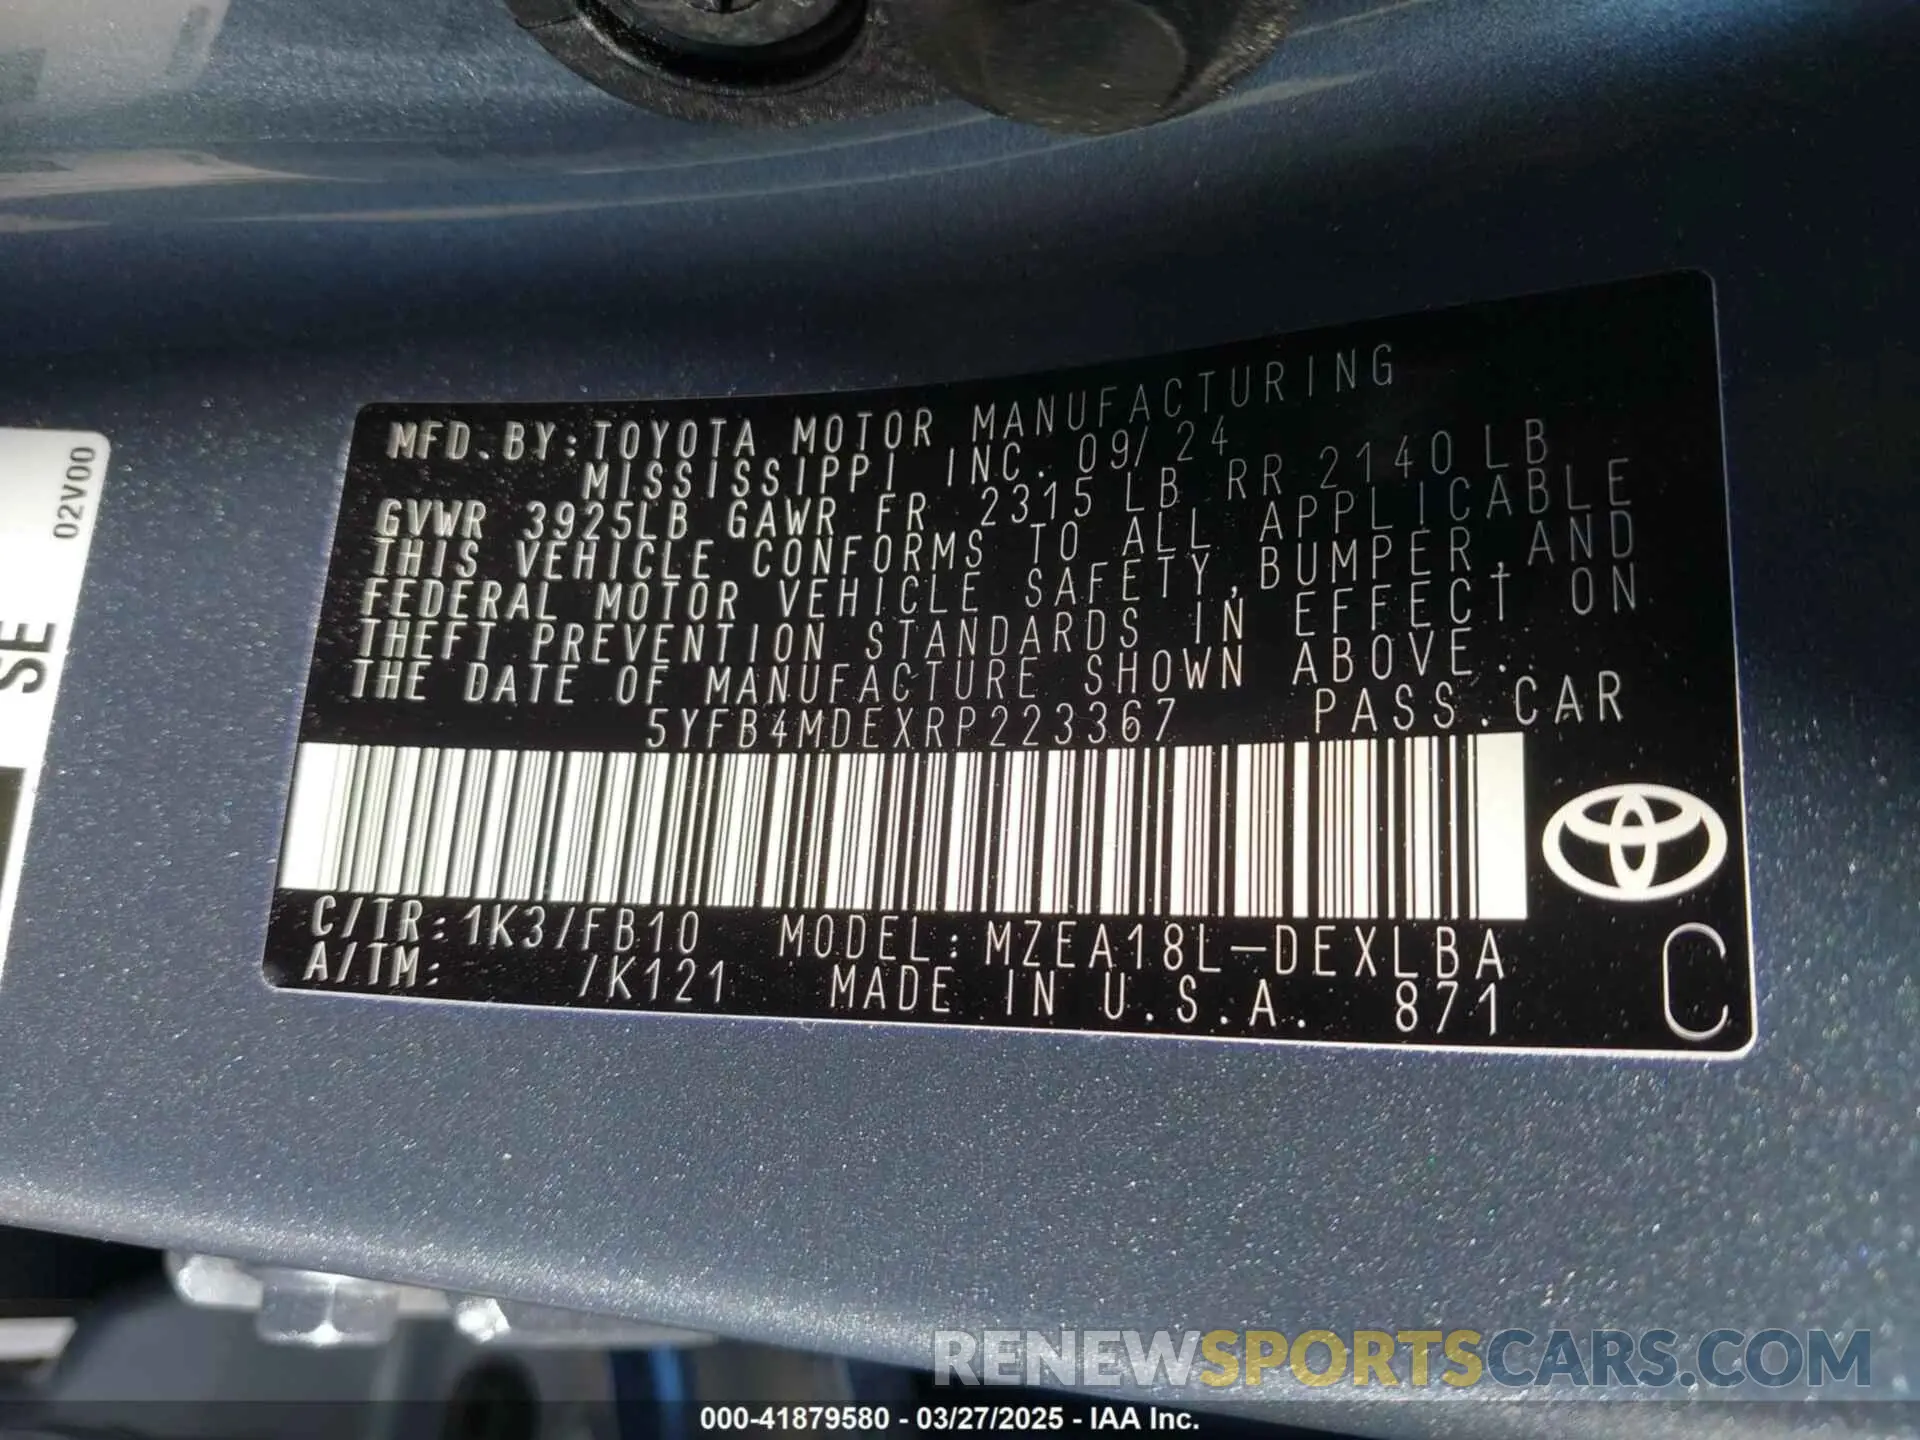 MFD. BY: TOYOTA MOTOR MANUFACTURING
MISSISSIPPI INC. 09/24
GVWR 3925LB GAWR FR 2315 LB RR 2140 LB
THIS VEHICLE CONFORMS TO ALL APPLICABLE
FEDERAL MOTOR VEHICLE SAFETY, BUMPER, AND
THEFT PREVENTION STANDARDS IN EFFECT ON
THE DATE OF MANUFACTURE SHOWN ABOVE.
5YFB4MDEXRP223367 PASS. CAR
C/TR: 1K3/FB10 MODEL: MZEA18L-DEXLBA
A/TM: /K121 MADE IN U.S.A. 871
C
02V00
SE
RENEWSPORTSCARS.COM
000-41879580 - 03/27/2025 - IAA Inc.